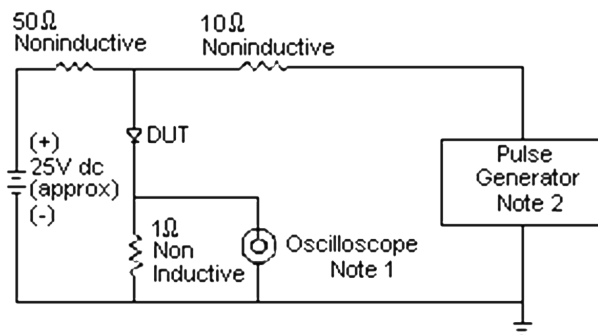 50Ω
Noninductive
10Ω
Noninductive
DUT
(+)
25V dc
(approx)
(-)
1Ω
Non
Inductive
Oscilloscope
Note 1
Pulse
Generator
Note 2